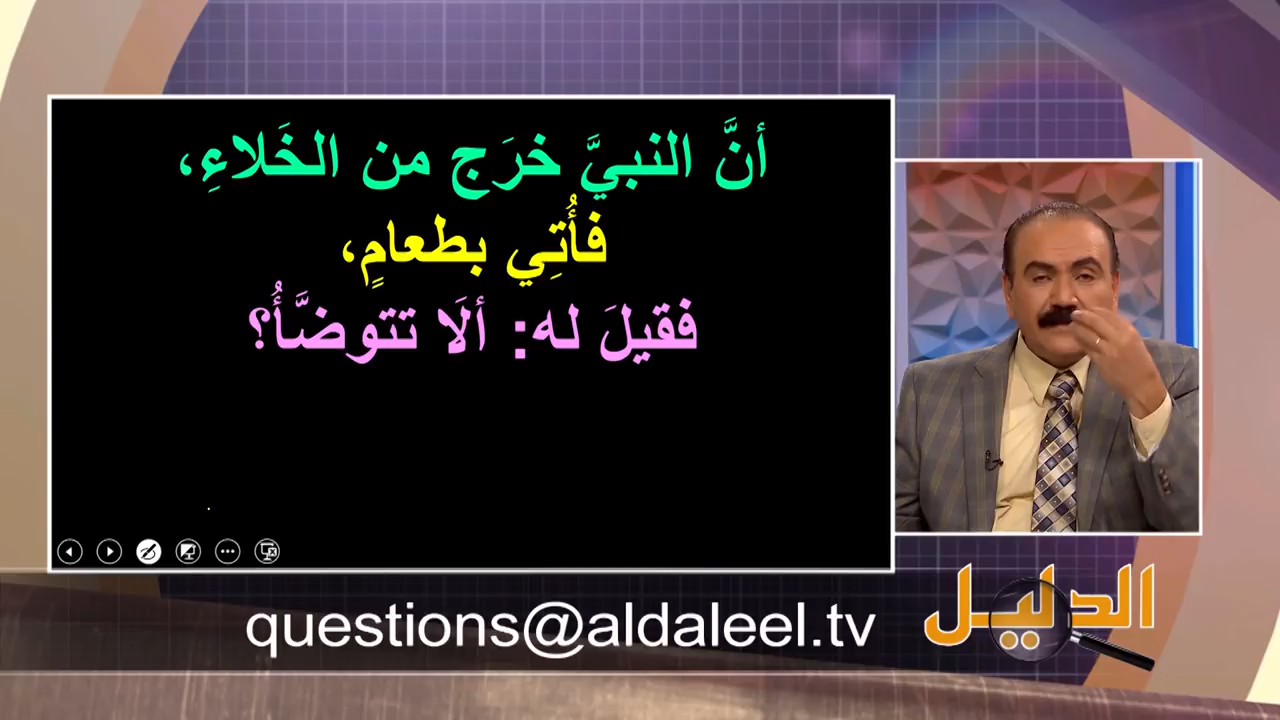 أنَّ النبيَّ خرَج من الخَلاءِ،
فأُتِي بطعامٍ،
فقيلَ له: ألَا تتوضَّأُ؟
questions@aldaleel.tv
الدليل